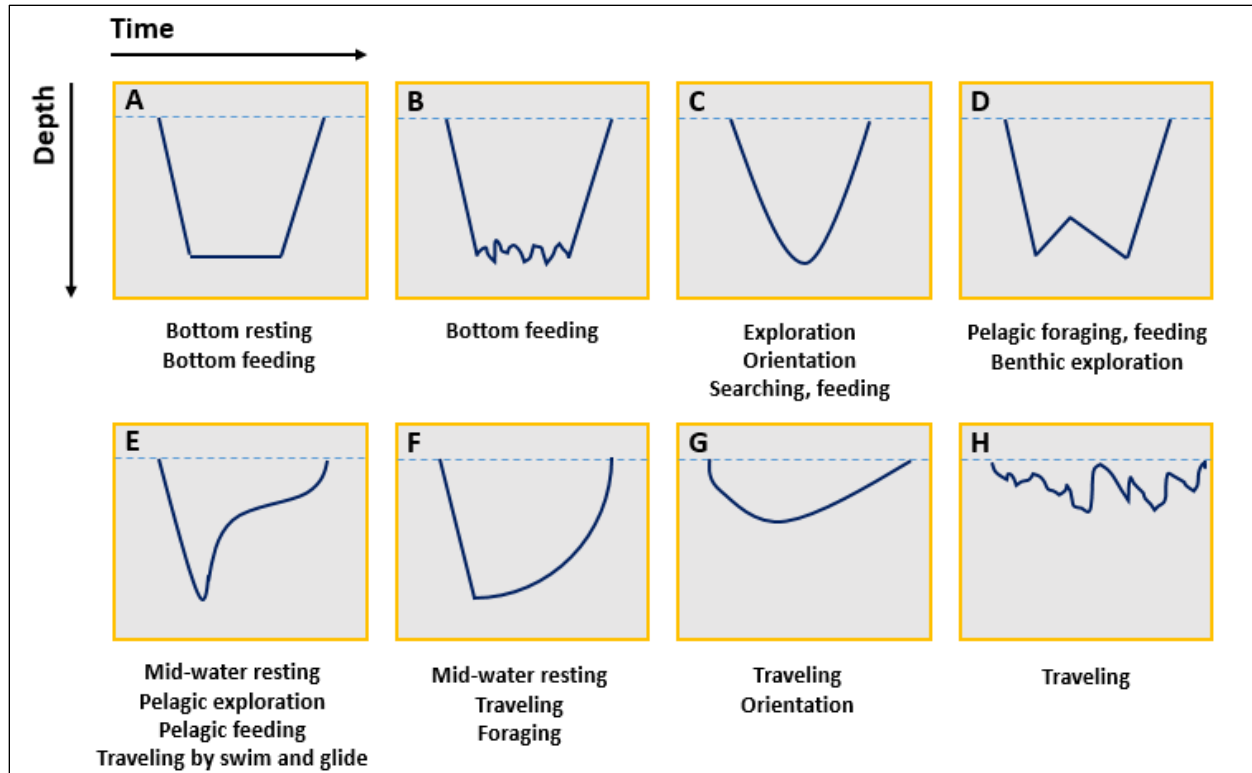 Time
Depth
A
B
C
D
Bottom resting
Bottom feeding
Bottom feeding
Exploration
Orientation
Searching, feeding
Pelagic foraging, feeding
Benthic exploration
E
F
G
H
Mid-water resting
Pelagic exploration
Pelagic feeding
Traveling by swim and glide
Mid-water resting
Traveling
Foraging
Traveling
Orientation
Traveling